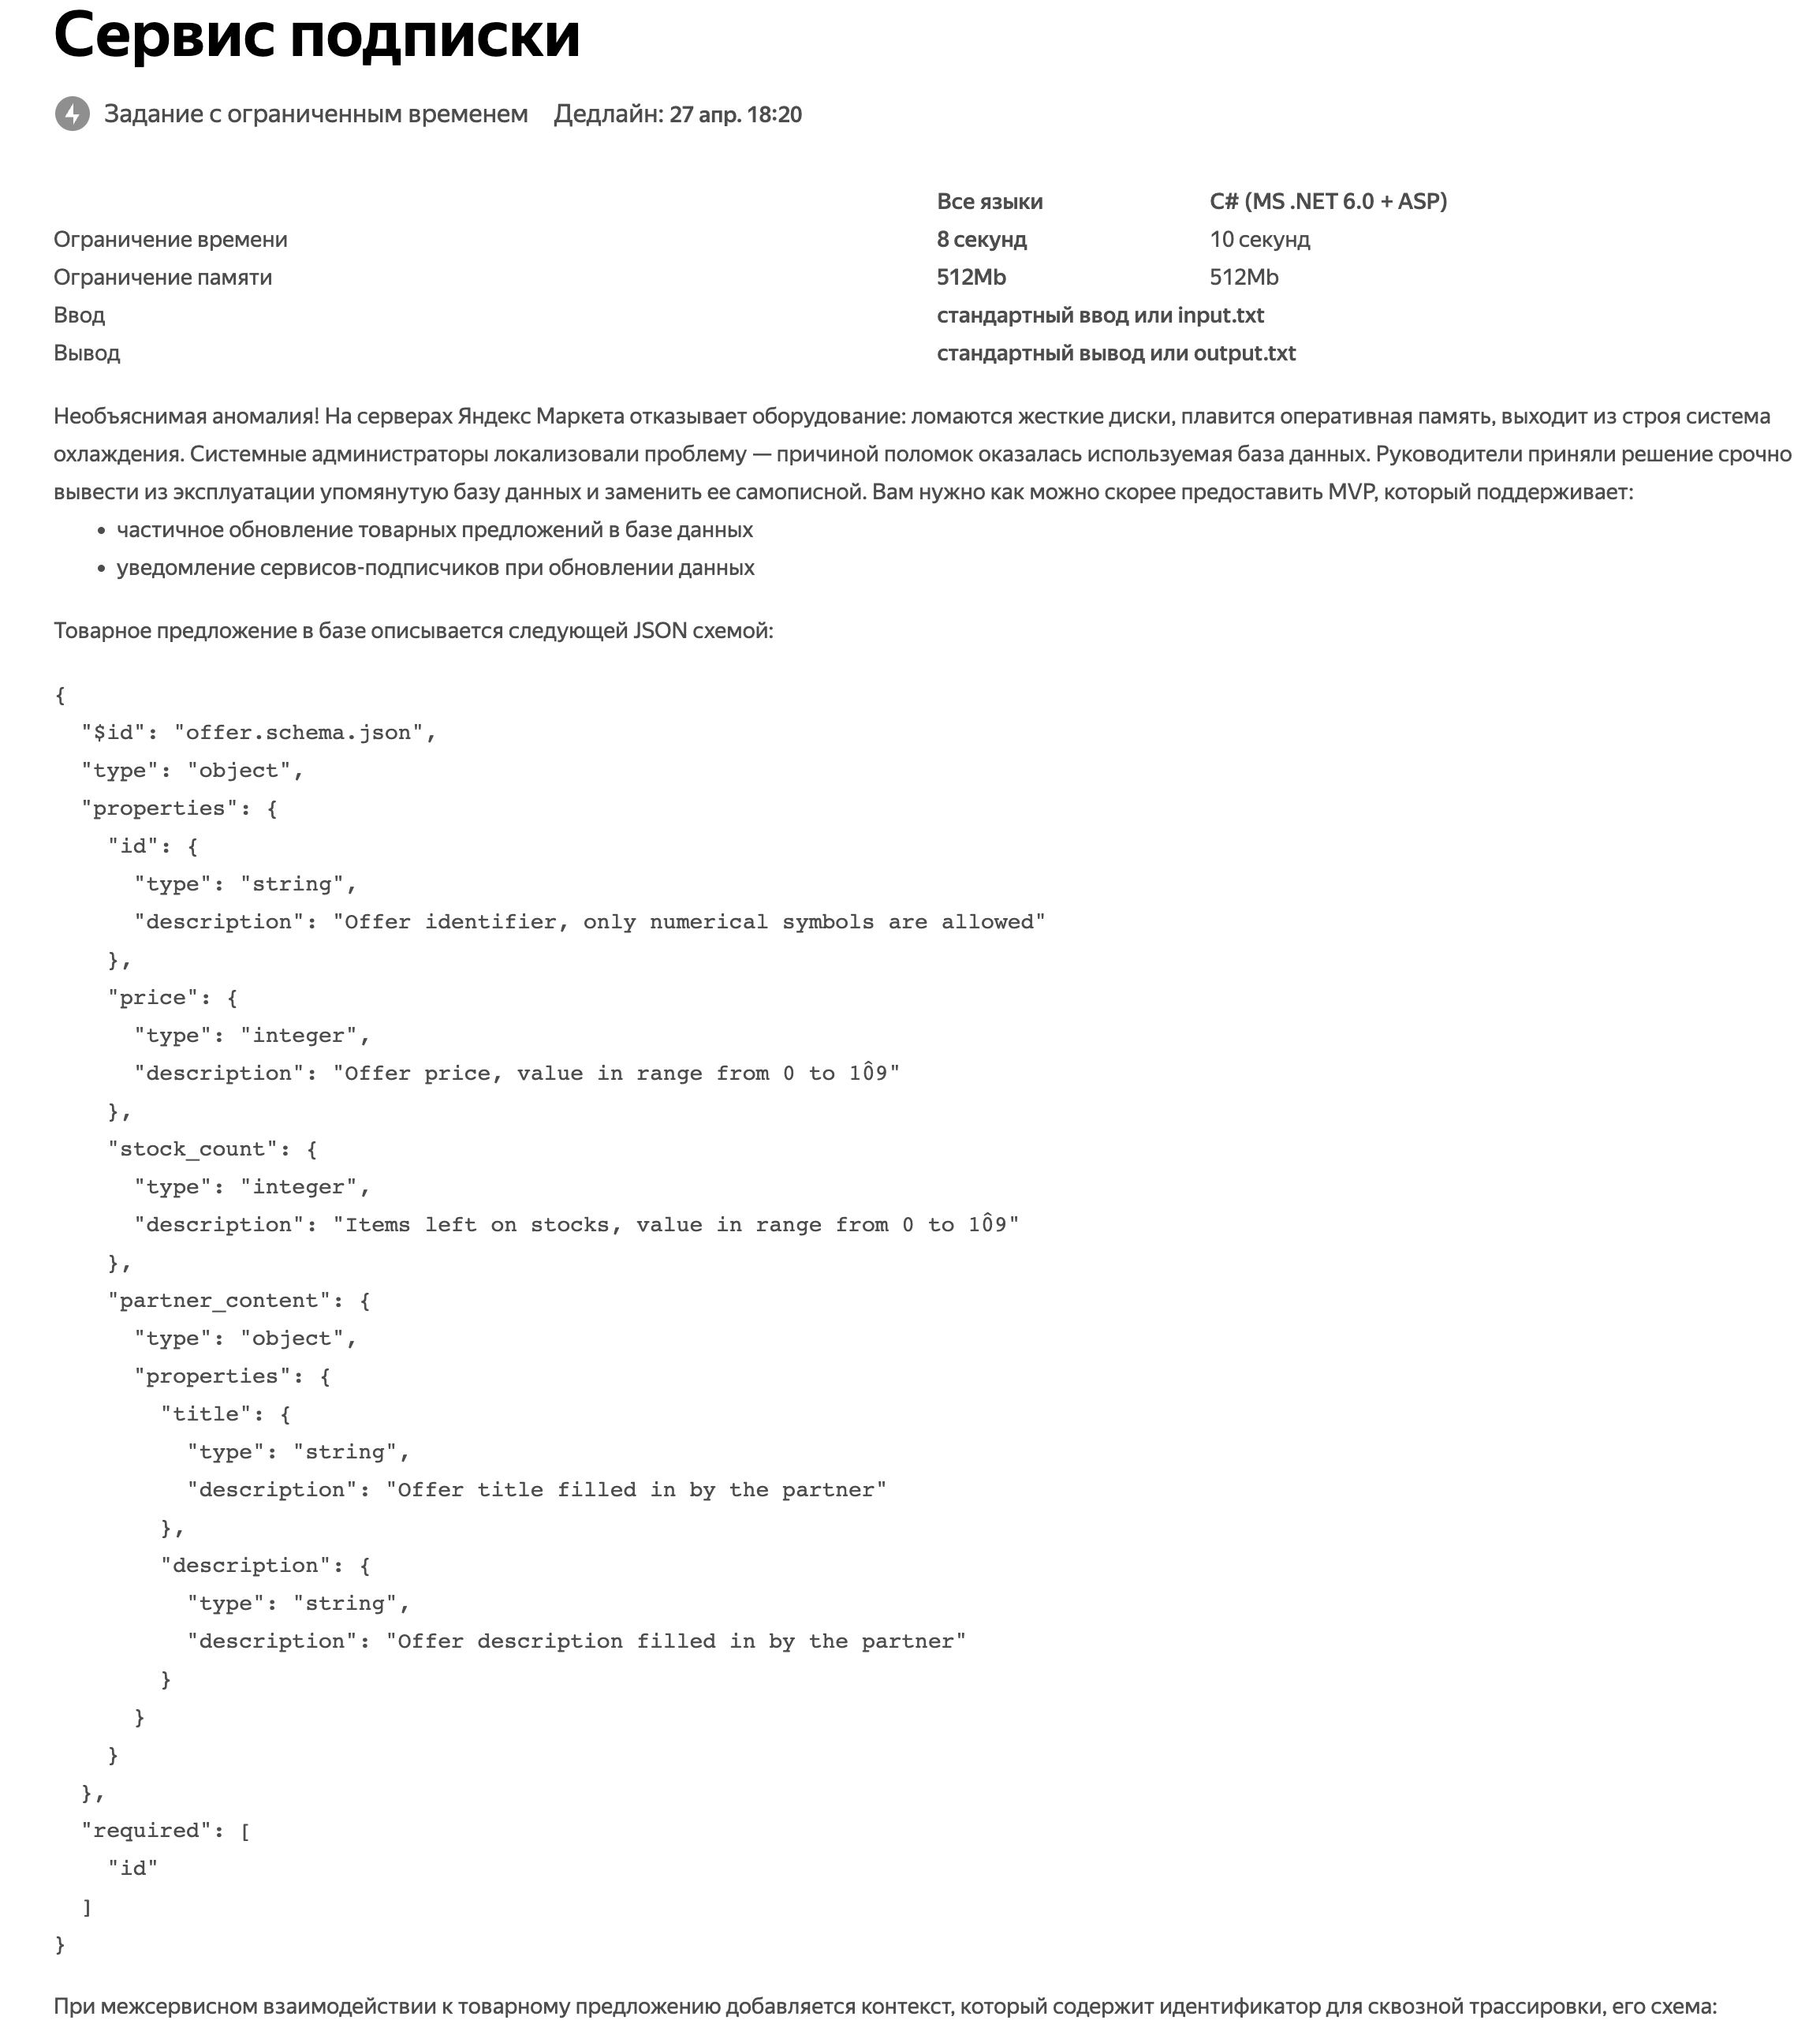 Сервис подписки
Задание с ограниченным временем Дедлайн: 27 апр. 18:20
Все языки C# (MS .NET 6.0 + ASP)
Ограничение времени 8 секунд 10 секунд
Ограничение памяти 512Mb 512Mb
Ввод стандартный ввод или input.txt
Вывод стандартный вывод или output.txt
Необъяснимая аномалия! На серверах Яндекс Маркета отказывает оборудование: ломаются жесткие диски, плавится оперативная память, выходит из строя система
охлаждения. Системные администраторы локализовали проблему — причиной поломок оказалась используемая база данных. Руководители приняли решение срочно
вывести из эксплуатации упомянутую базу данных и заменить ее самописной. Вам нужно как можно скорее предоставить MVP, который поддерживает:
• частичное обновление товарных предложений в базе данных
• уведомление сервисов-подписчиков при обновлении данных
Товарное предложение в базе описывается следующей JSON схемой:
{
  "$id": "offer.schema.json",
  "type": "object",
  "properties": {
    "id": {
      "type": "string",
      "description": "Offer identifier, only numerical symbols are allowed"
    },
    "price": {
      "type": "integer",
      "description": "Offer price, value in range from 0 to 10̂9"
    },
    "stock_count": {
      "type": "integer",
      "description": "Items left on stocks, value in range from 0 to 10̂9"
    },
    "partner_content": {
      "type": "object",
      "properties": {
        "title": {
          "type": "string",
          "description": "Offer title filled in by the partner"
        },
        "description": {
          "type": "string",
          "description": "Offer description filled in by the partner"
        }
      }
    }
  },
  "required": [
    "id"
  ]
}
При межсервисном взаимодействии к товарному предложению добавляется контекст, который содержит идентификатор для сквозной трассировки, его схема: